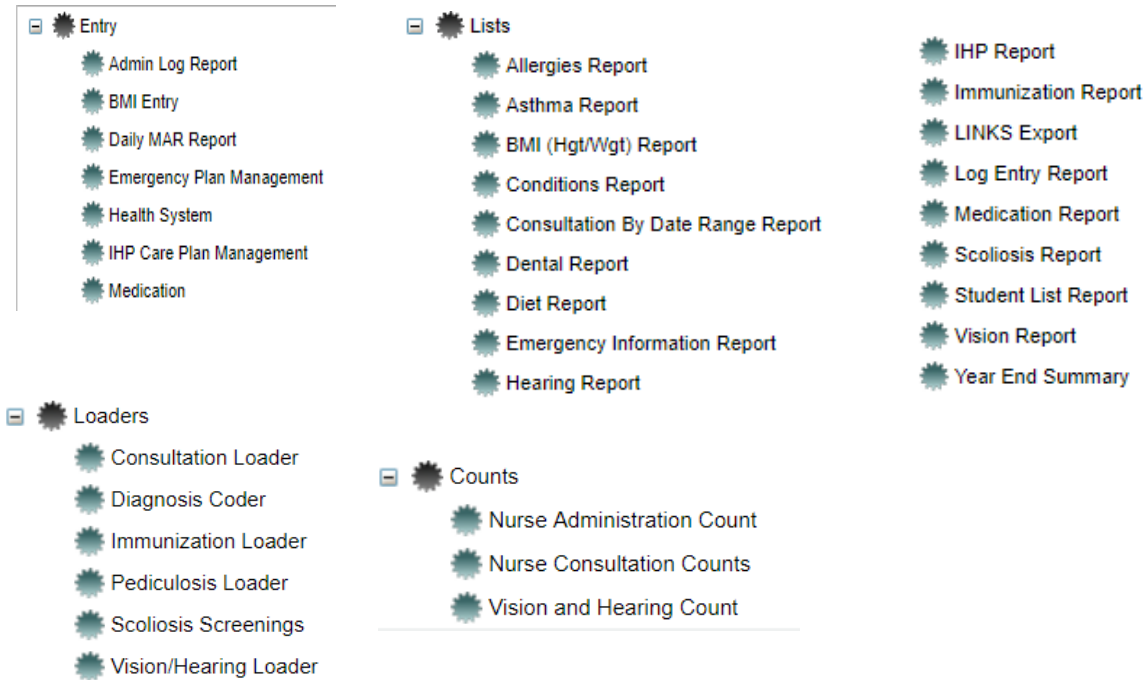 Entry
Admin Log Report
BMI Entry
Daily MAR Report
Emergency Plan Management
Health System
IHP Care Plan Management
Medication
Lists
Allergies Report
Asthma Report
BMI (Hgt/Wgt) Report
Conditions Report
Consultation By Date Range Report
Dental Report
Diet Report
Emergency Information Report
Hearing Report
IHP Report
Immunization Report
LINKS Export
Log Entry Report
Medication Report
Scoliosis Report
Student List Report
Vision Report
Year End Summary
Loaders
Consultation Loader
Diagnosis Coder
Immunization Loader
Pediculosis Loader
Scoliosis Screenings
Vision/Hearing Loader
Counts
Nurse Administration Count
Nurse Consultation Counts
Vision and Hearing Count